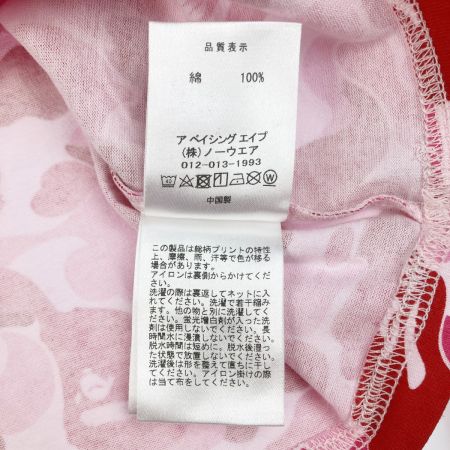 品質表示
綿 100%
ア ベイシング エイプ
(株) ノーウエア
012-013-1993
中国製
この製品は総柄プリントの特性
上、摩擦、雨、汗等で色が移る
場合があります。
アイロンは裏側からかけてくだ
さい。
洗濯の際は裏返してネットに入
れてください。洗濯で若干縮み
ます。他の物と別に洗濯してく
ださい。蛍光増白剤が入った洗
剤は使用しないでください。長
時間水に浸漬しないでください。
脱水時間は短めに。脱水後湿っ
た状態で放置しないでください。
洗濯後は形を整えて直ちに干し
てください。アイロン掛けの際
は当て布をしてください。